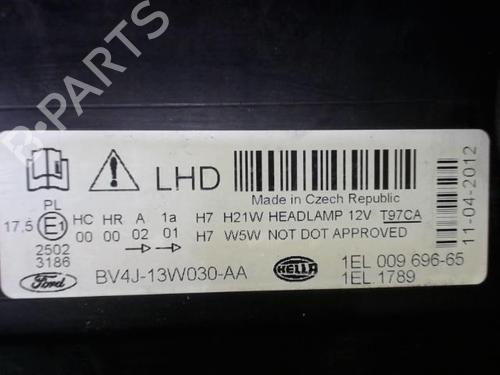 B-PARTS
LHD
Made in Czech Republic
11-04-2012
PL
17.5 E1 HC HR A 1a H7 H21W HEADLAMP 12V T97CA
00 00 02 01 H7 W5W NOT DOT APPROVED
2502
3186
Ford BV4J-13W030-AA HELLA 1EL 009 696-65
1EL.1789